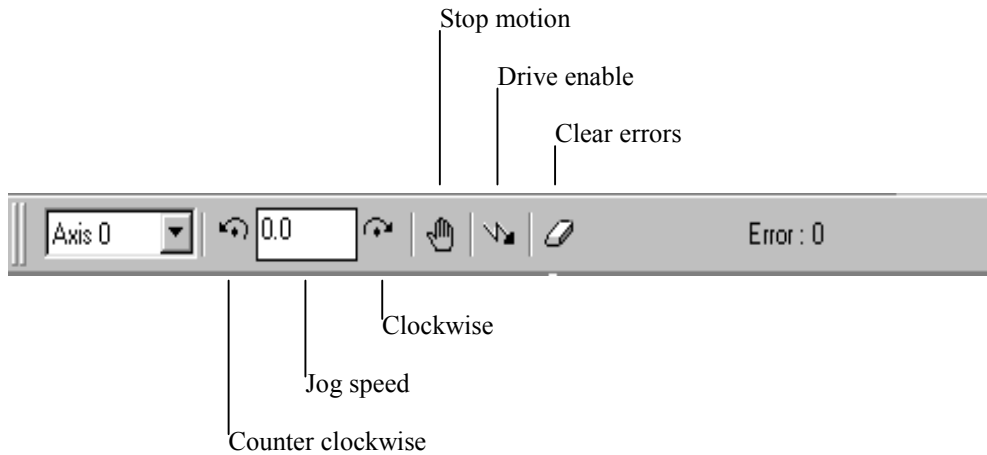 Stop motion
Drive enable
Clear errors
Axis 0
0.0
Error : 0
Clockwise
Jog speed
Counter clockwise